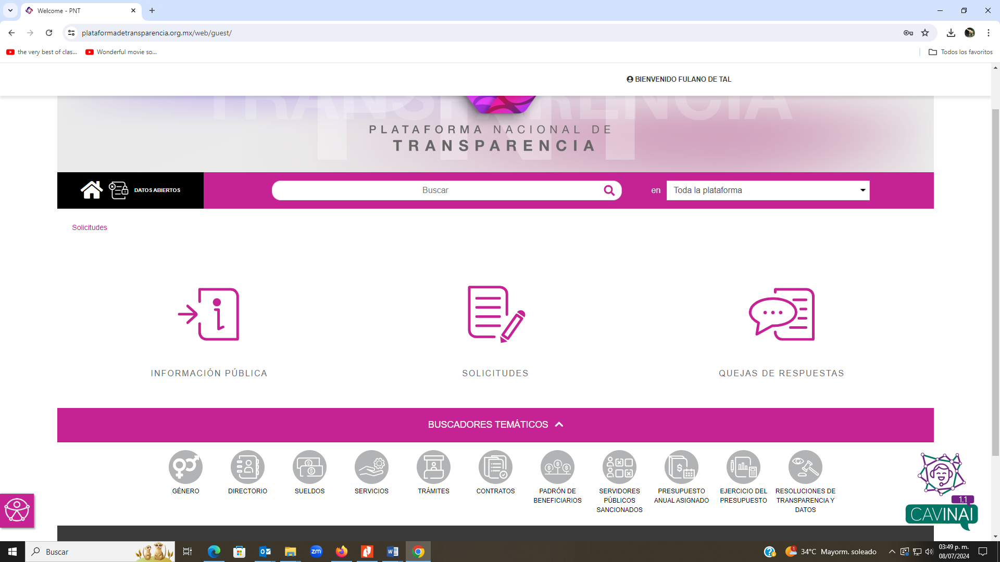 Welcome - PNT
plataformadetransparencia.org.mx/web/guest/
the very best of clas...
Wonderful movie so...
Todos los favoritos
BIENVENIDO FULANO DE TAL
TRANSPARENCIA
PNT
PLATAFORMA NACIONAL DE
TRANSPARENCIA
DATOS ABIERTOS
Buscar
en
Toda la plataforma
Solicitudes
INFORMACIÓN PÚBLICA
SOLICITUDES
QUEJAS DE RESPUESTAS
BUSCADORES TEMÁTICOS
GÉNERO
DIRECTORIO
SUELDOS
SERVICIOS
TRÁMITES
CONTRATOS
PADRÓN DE
BENEFICIARIOS
SERVIDORES
PÚBLICOS
SANCIONADOS
PRESUPUESTO
ANUAL ASIGNADO
EJERCICIO DEL
PRESUPUESTO
RESOLUCIONES DE
TRANSPARENCIA Y
DATOS
1.1
CAVINAI
Buscar
1
34°C Mayorm. soleado
03:49 p. m.
08/07/2024